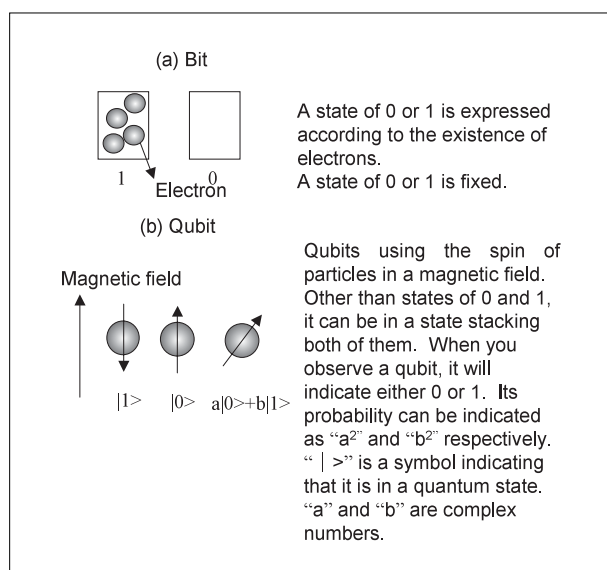 (a) Bit
1
0
Electron
A state of 0 or 1 is expressed
according to the existence of
electrons.
A state of 0 or 1 is fixed.
(b) Qubit
Magnetic field
|1>
|0>
a|0>+b|1>
Qubits using the spin of
particles in a magnetic field.
Other than states of 0 and 1,
it can be in a state stacking
both of them. When you
observe a qubit, it will
indicate either 0 or 1. Its
probability can be indicated
as “a²” and “b²” respectively.
“ | >” is a symbol indicating
that it is in a quantum state.
“a” and “b” are complex
numbers.